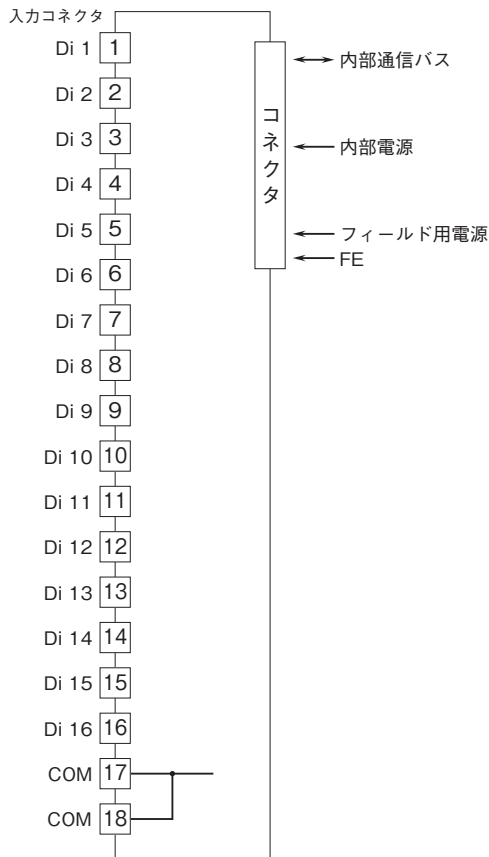 入力コネクタ
Di 1 1
Di 2 2
Di 3 3
Di 4 4
Di 5 5
Di 6 6
Di 7 7
Di 8 8
Di 9 9
Di 10 10
Di 11 11
Di 12 12
Di 13 13
Di 14 14
Di 15 15
Di 16 16
COM 17
COM 18
コネクタ
内部通信バス
内部電源
フィールド用電源
FE